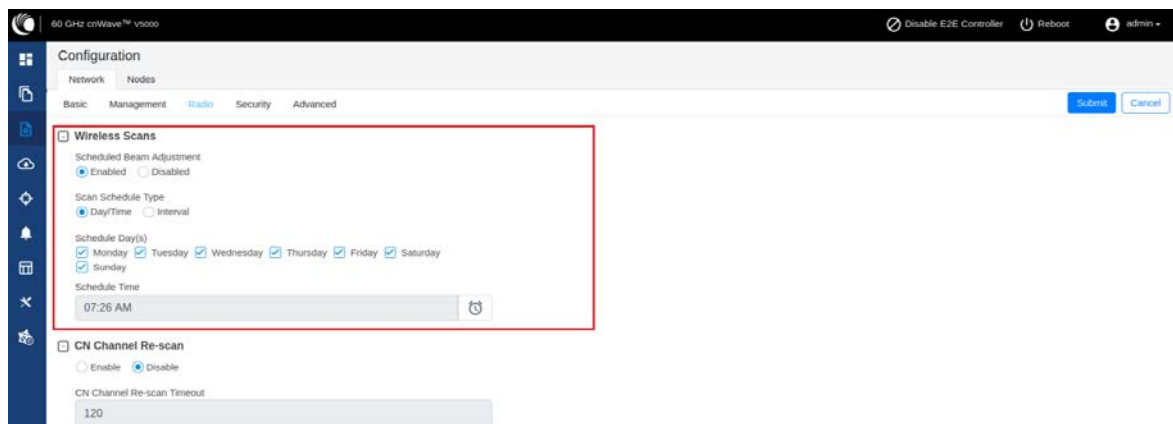 60 GHz cnWave™ V5000 Disable E2E Controller Reboot admin
Configuration
Network Nodes
Basic Management Radio Security Advanced Submit Cancel
Wireless Scans
Scheduled Beam Adjustment
Enabled Disabled
Scan Schedule Type
Day/Time Interval
Schedule Day(s)
Monday Tuesday Wednesday Thursday Friday Saturday
Sunday
Schedule Time
07:26 AM
CN Channel Re-scan
Enable Disable
CN Channel Re-scan Timeout
120